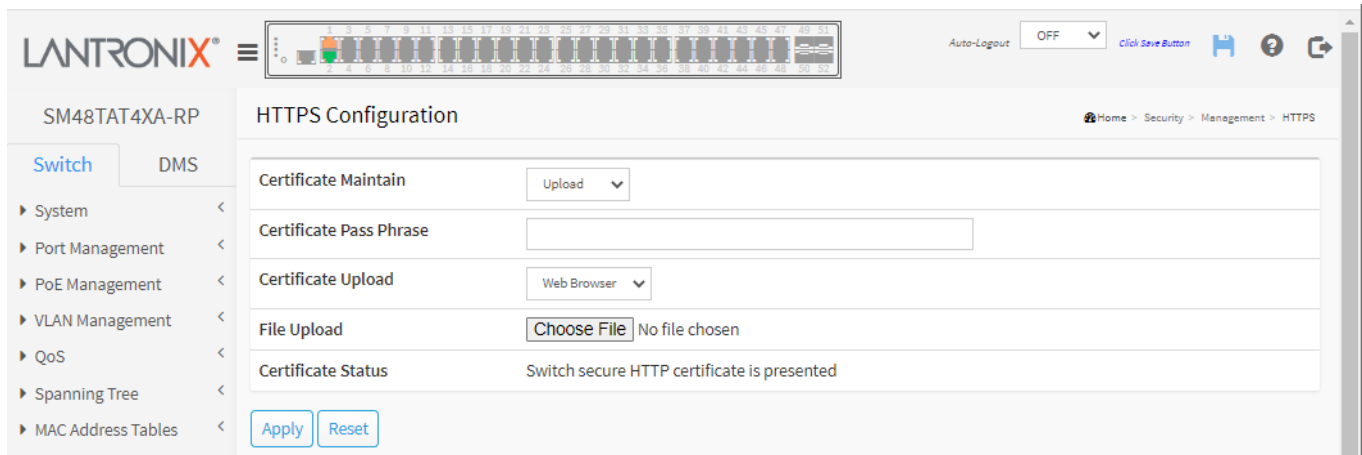 1 3 5 7 9 11 13 15 17 19 21 23 25 27 29 31 33 35 37 39 41 43 45 47 49 51
LANTRONIX®
2 4 6 8 10 12 14 16 18 20 22 24 26 28 30 32 34 36 38 40 42 44 46 48 50 52
Auto-Logout OFF Click Save Button
SM48TAT4XA-RP
HTTPS Configuration
Home > Security > Management > HTTPS
Switch DMS
System
Port Management
PoE Management
VLAN Management
QoS
Spanning Tree
MAC Address Tables
Certificate Maintain Upload
Certificate Pass Phrase
Certificate Upload Web Browser
File Upload Choose File No file chosen
Certificate Status Switch secure HTTP certificate is presented
Apply Reset